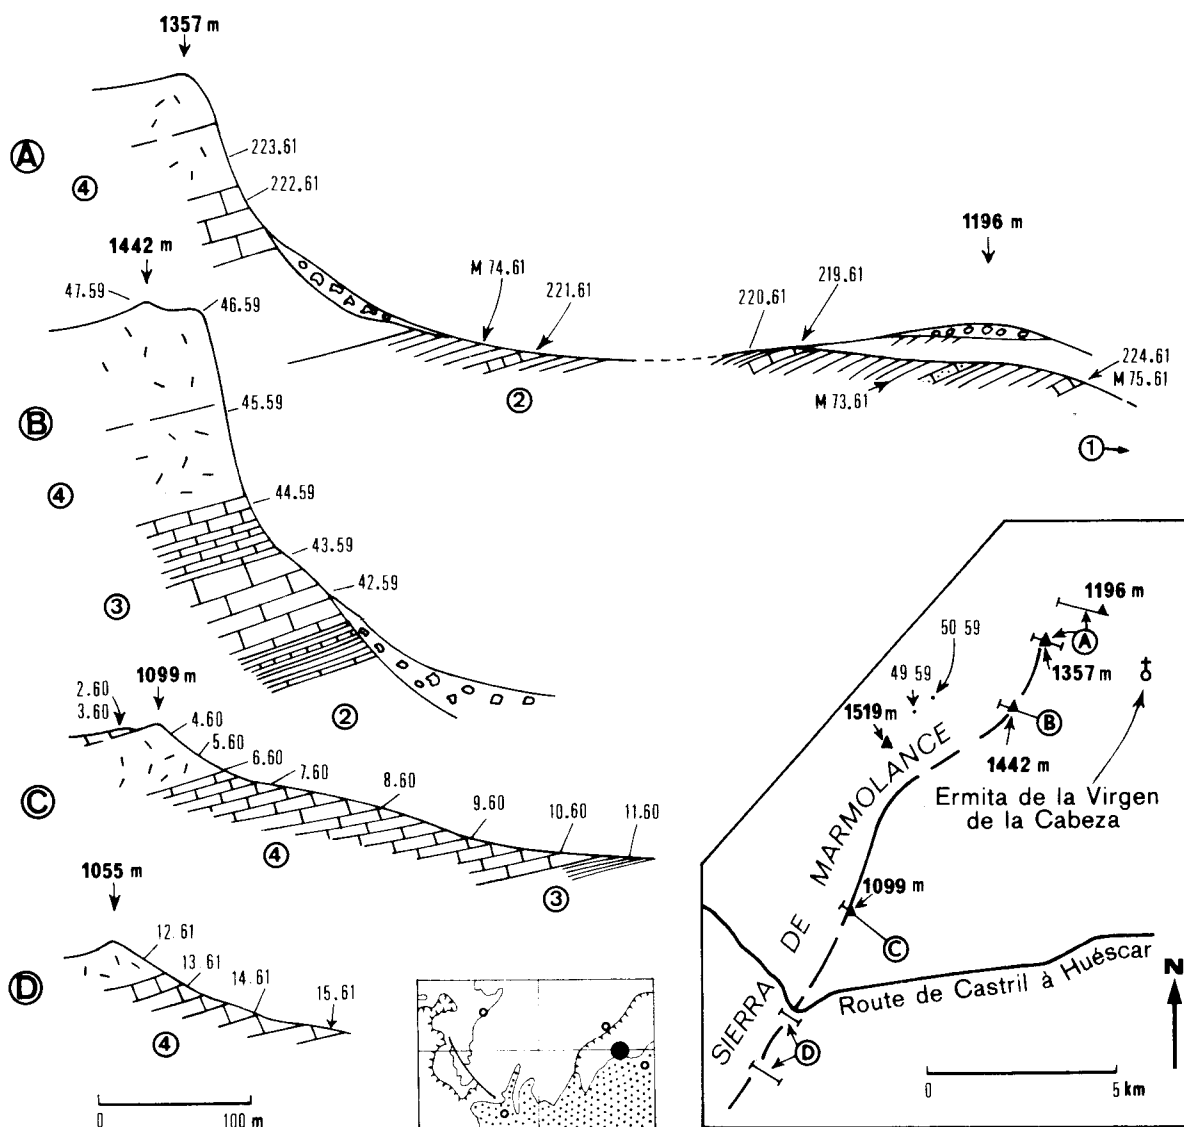 1357 m
A
4
223.61
222.61
1442 m
47.59
46.59
M 74.61
221.61
2
220.61
219.61
1196 m
224.61
M 75.61
M 73.61
1
B
4
45.59
44.59
43.59
42.59
3
2
1099 m
2.60
3.60
4.60
5.60
6.60
7.60
8.60
9.60
10.60
11.60
C
4
3
1055 m
12.61
13.61
14.61
15.61
D
4
0 100 m
1196 m
A
50 59
49 59
1357 m
1519m
B
1442 m
Ermita de la Virgen
de la Cabeza
SIERRA DE MARMOLANCE
1099 m
C
Route de Castril à Huéscar
N
D
0 5 km